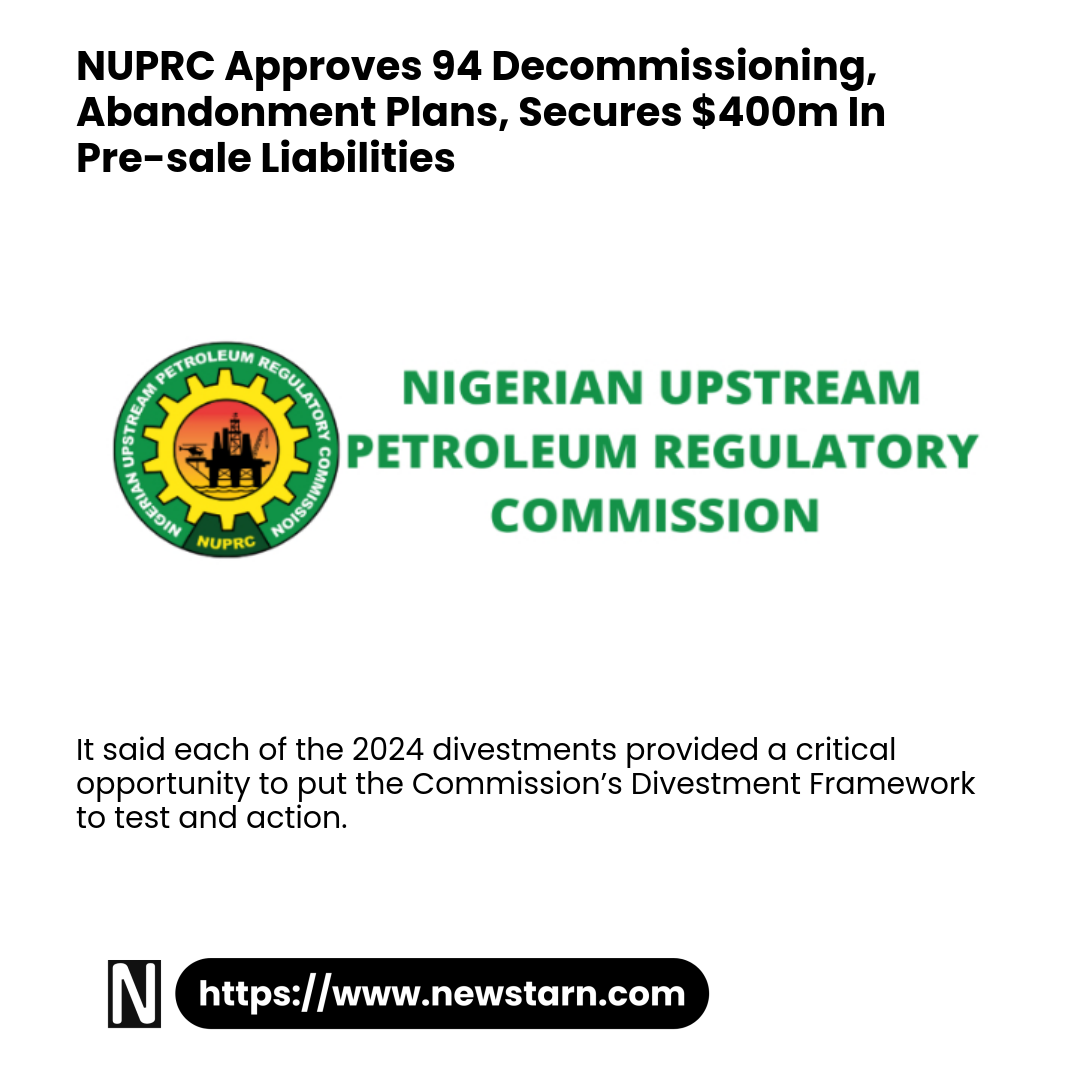 NUPRC Approves 94 Decommissioning,
Abandonment Plans, Secures $400m In
Pre-sale Liabilities
NIGERIAN UPSTREAM PETROLEUM REGULATORY COMMISSION
NUPRC
NIGERIAN UPSTREAM
PETROLEUM REGULATORY
COMMISSION
It said each of the 2024 divestments provided a critical
opportunity to put the Commission’s Divestment Framework
to test and action.
N
https://www.newstarn.com